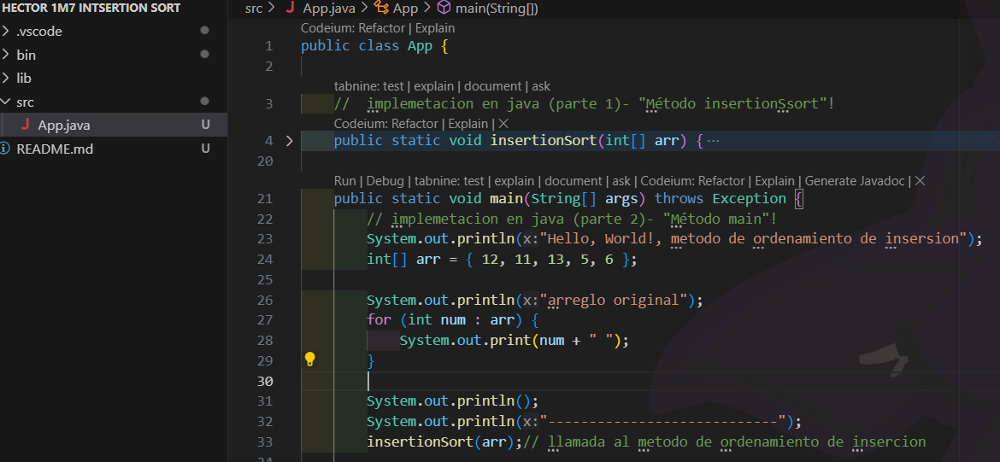 HECTOR 1M7 INTSERTION SORT
.vscode
bin
lib
src
App.java U
README.md U
src > App.java > App > main(String[])
Codeium: Refactor | Explain
1 public class App {
2
tabnine: test | explain | document | ask
3 // implemetacion en java (parte 1)- "Método insertionSsort"!
Codeium: Refactor | Explain | X
4 > public static void insertionSort(int[] arr) { ···
20
Run | Debug | tabnine: test | explain | document | ask | Codeium: Refactor | Explain | Generate Javadoc | X
21 public static void main(String[] args) throws Exception {
22 // implemetacion en java (parte 2)- "Método main"!
23 System.out.println(x:"Hello, World!, metodo de ordenamiento de insersion");
24 int[] arr = { 12, 11, 13, 5, 6 };
25
26 System.out.println(x:"arreglo original");
27 for (int num : arr) {
28 System.out.print(num + " ");
29 }
30
31 System.out.println();
32 System.out.println(x:"----------------------------");
33 insertionSort(arr);// llamada al metodo de ordenamiento de insercion
34